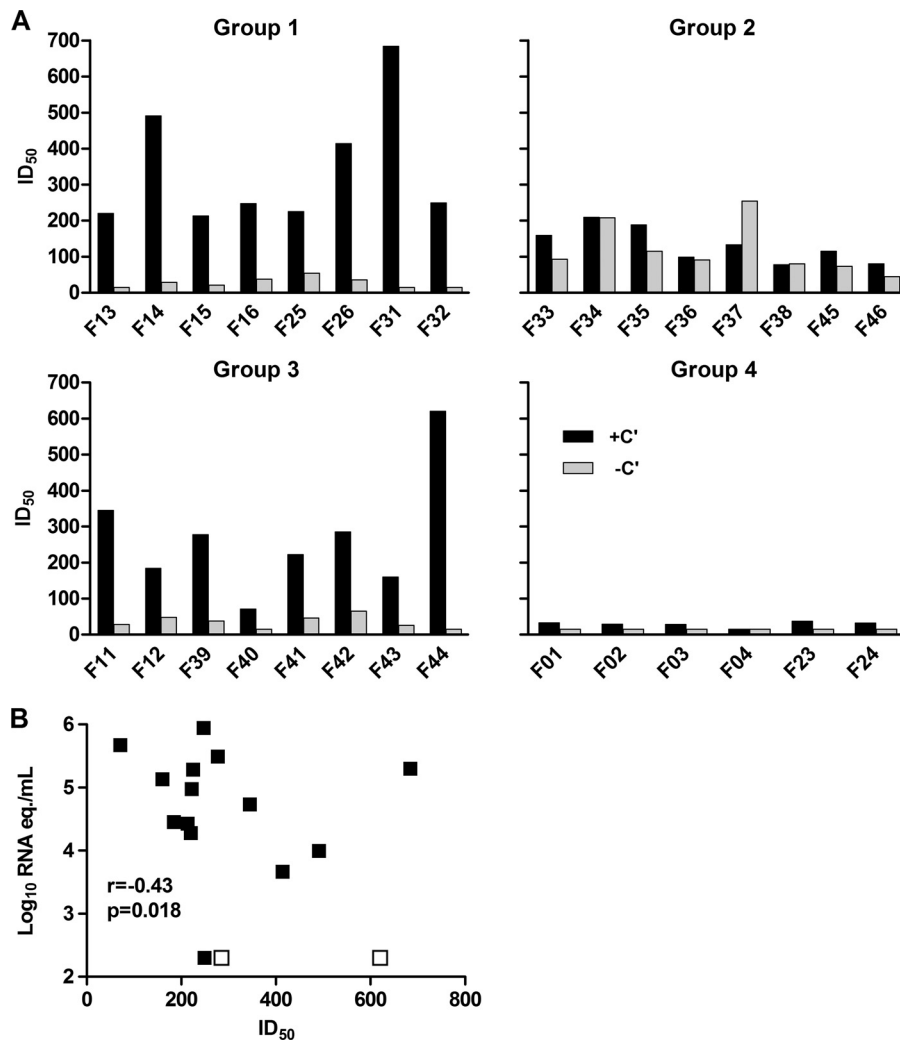 A
Group 1
Group 2
700
600
500
400
300
200
100
0
ID50
F13 F14 F15 F16 F25 F26 F31 F32
F33 F34 F35 F36 F37 F38 F45 F46
Group 3
Group 4
700
600
500
400
300
200
100
0
ID50
+C'
-C'
F11 F12 F39 F40 F41 F42 F43 F44
F01 F02 F03 F04 F23 F24
B
6
5
4
3
2
Log10 RNA eq./mL
r=-0.43
p=0.018
0 200 400 600 800
ID50